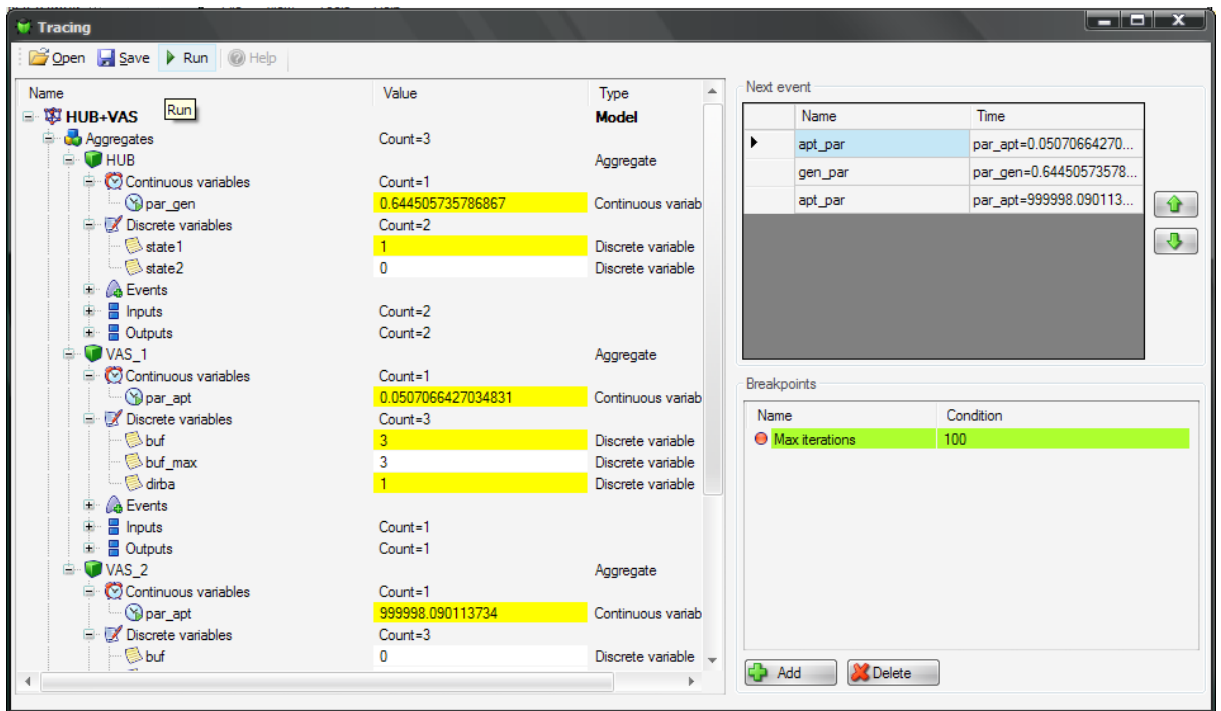 Tracing
Open Save Run Help
Name Value Type
Run
HUB+VAS Model
Aggregates Count=3
HUB Aggregate
Continuous variables Count=1
par_gen 0.644505735786867 Continuous variab
Discrete variables Count=2
state1 1 Discrete variable
state2 0 Discrete variable
Events
Inputs Count=2
Outputs Count=2
VAS_1 Aggregate
Continuous variables Count=1
par_apt 0.0507066427034831 Continuous variab
Discrete variables Count=3
buf 3 Discrete variable
buf_max 3 Discrete variable
dirba 1 Discrete variable
Events
Inputs Count=1
Outputs Count=1
VAS_2 Aggregate
Continuous variables Count=1
par_apt 999998.090113734 Continuous variab
Discrete variables Count=3
buf 0 Discrete variable
Next event
Name Time
apt_par par_apt=0.05070664270...
gen_par par_gen=0.64450573578...
apt_par par_apt=999998.090113...
Breakpoints
Name Condition
Max iterations 100
Add Delete